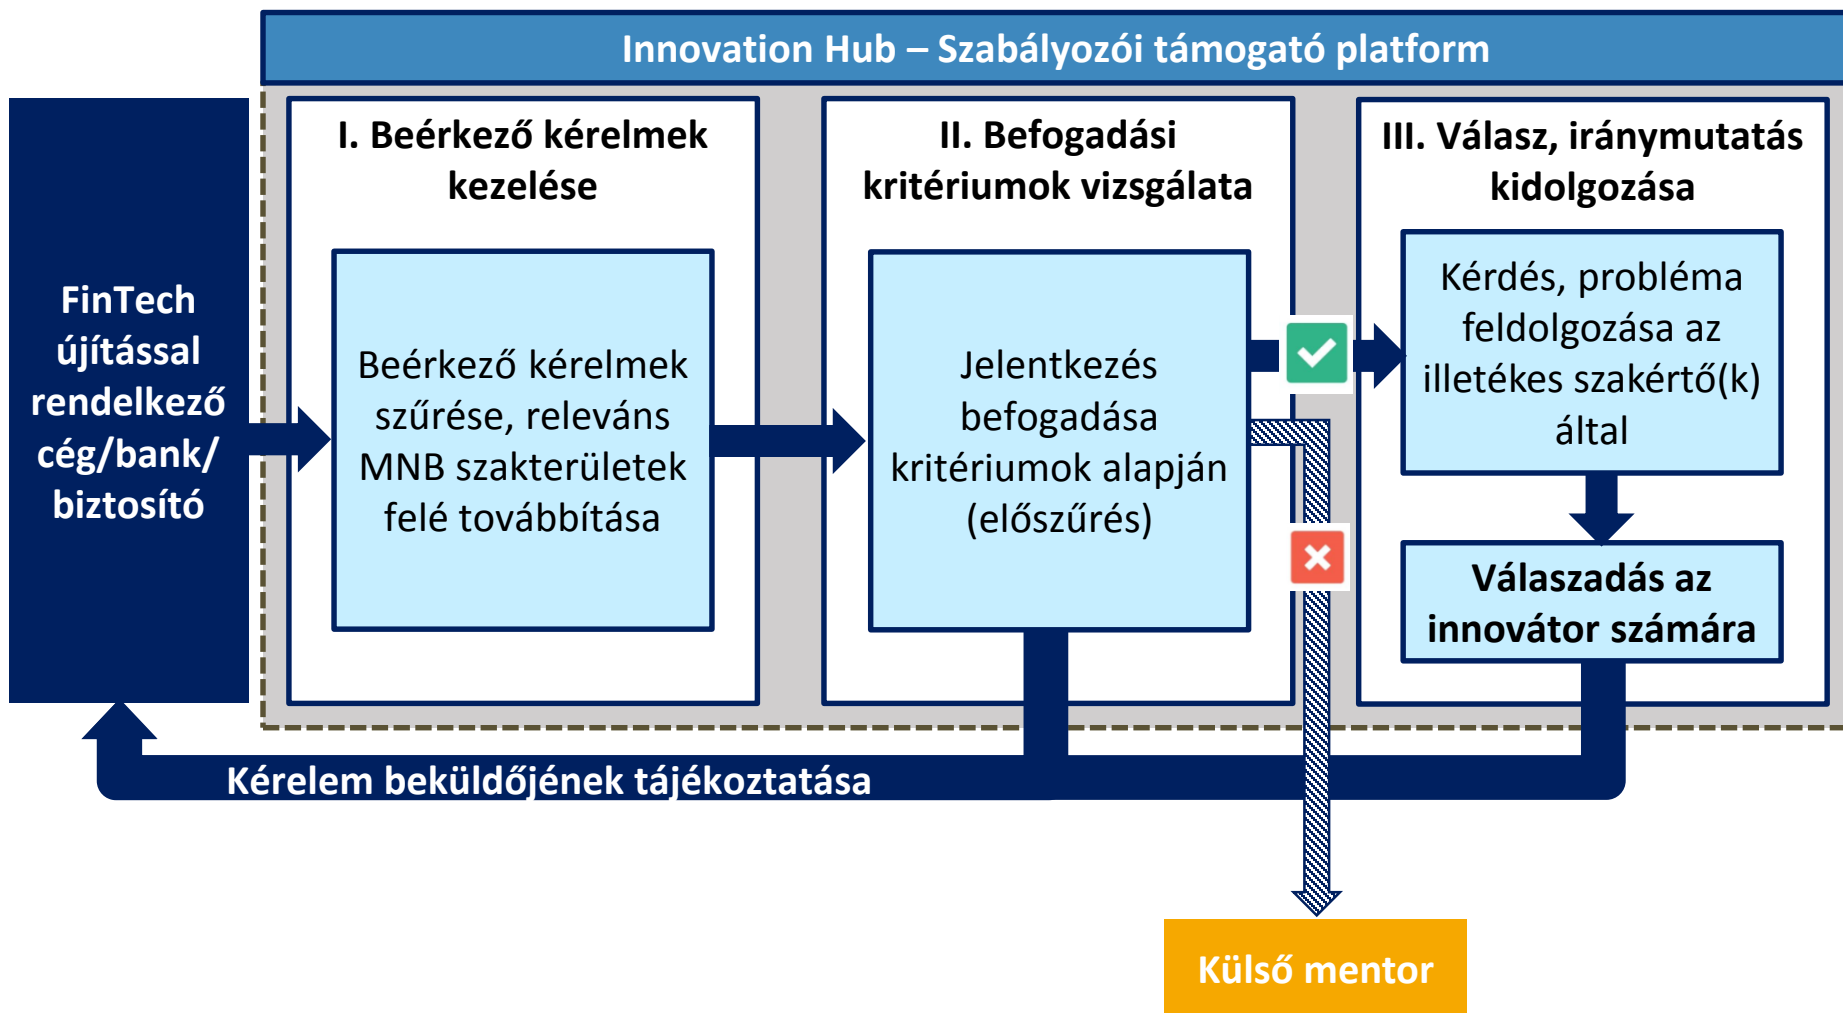 Innovation Hub – Szabályozói támogató platform
FinTech
újítással
rendelkező
cég/bank/
biztosító
I. Beérkező kérelmek
kezelése
Beérkező kérelmek
szűrése, releváns
MNB szakterületek
felé továbbítása
II. Befogadási
kritériumok vizsgálata
Jelentkezés
befogadása
kritériumok alapján
(előszűrés)
III. Válasz, iránymutatás
kidolgozása
Kérdés, probléma
feldolgozása az
illetékes szakértő(k)
által
Válaszadás az
innovátor számára
Kérelem beküldőjének tájékoztatása
Külső mentor